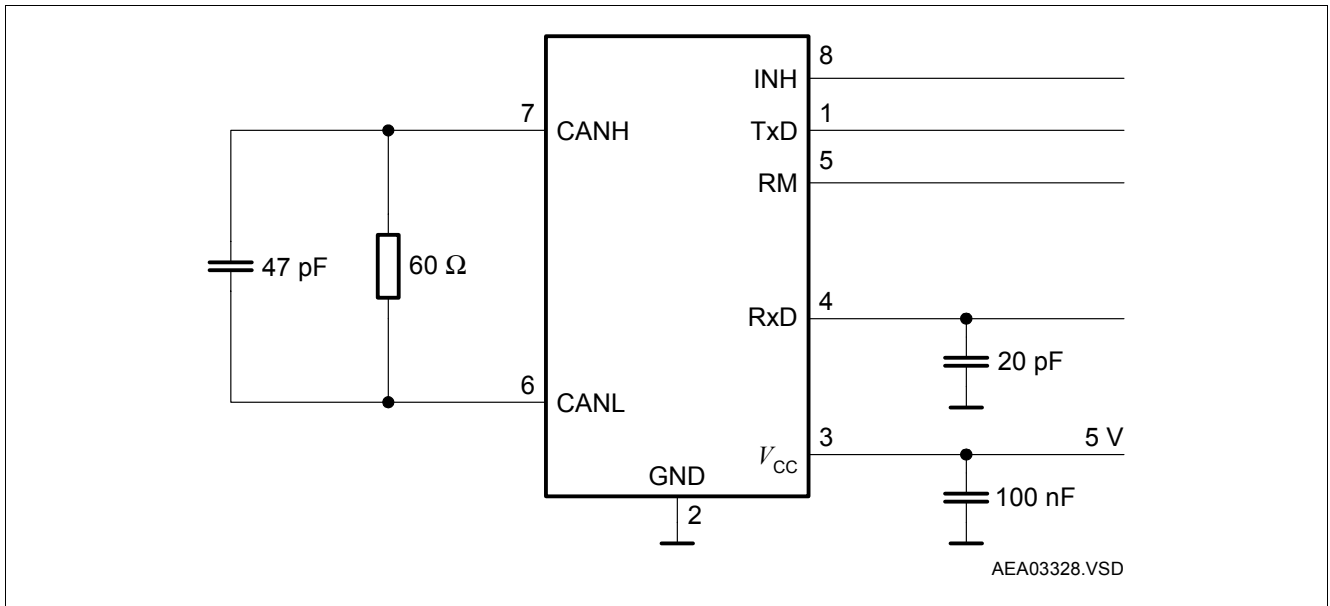 8
INH
1
TxD
5
RM
7
CANH
47 pF
60 Ω
4
RxD
20 pF
6
CANL
3
5 V
VCC
GND
2
100 nF
AEA03328.VSD